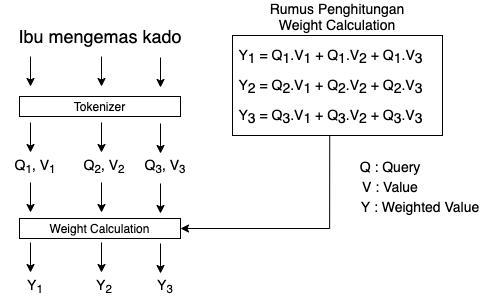 Rumus Penghitungan
Weight Calculation
Ibu mengemas kado
Y1 = Q1.V1 + Q1.V2 + Q1.V3
Y2 = Q2.V1 + Q2.V2 + Q2.V3
Y3 = Q3.V1 + Q3.V2 + Q3.V3
Tokenizer
Q1, V1 Q2, V2 Q3, V3
Q : Query
V : Value
Y : Weighted Value
Weight Calculation
Y1 Y2 Y3